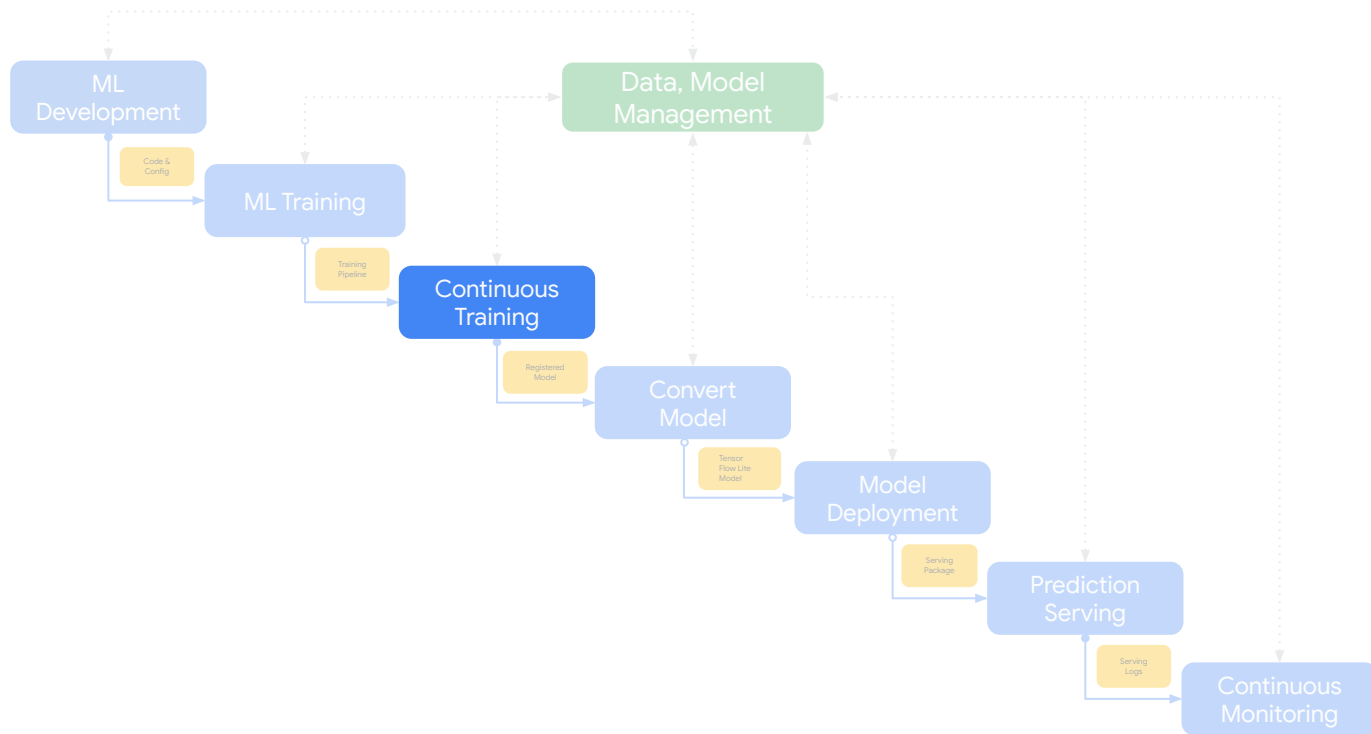 ML
Development
Data, Model
Management
Code &
Config
ML Training
Training
Pipeline
Continuous
Training
Registered
Model
Convert
Model
Tensor
Flow Lite
Model
Model
Deployment
Serving
Package
Prediction
Serving
Serving
Logs
Continuous
Monitoring